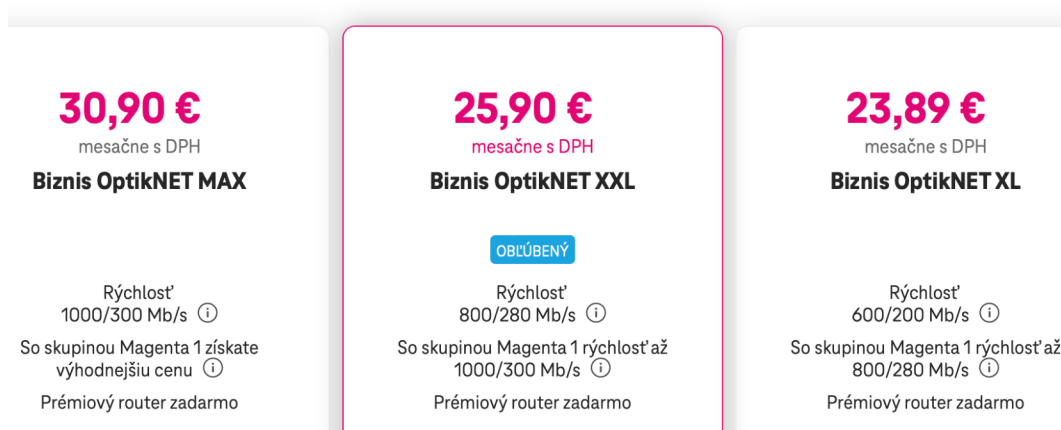 30,90 €
mesačne s DPH
Biznis OptikNET MAX
Rýchlosť
1000/300 Mb/s
So skupinou Magenta 1 získate
výhodnejšiu cenu
Prémiový router zadarmo
25,90 €
mesačne s DPH
Biznis OptikNET XXL
OBĽÚBENÝ
Rýchlosť
800/280 Mb/s
So skupinou Magenta 1 rýchlosť až
1000/300 Mb/s
Prémiový router zadarmo
23,89 €
mesačne s DPH
Biznis OptikNET XL
Rýchlosť
600/200 Mb/s
So skupinou Magenta 1 rýchlosť až
800/280 Mb/s
Prémiový router zadarmo